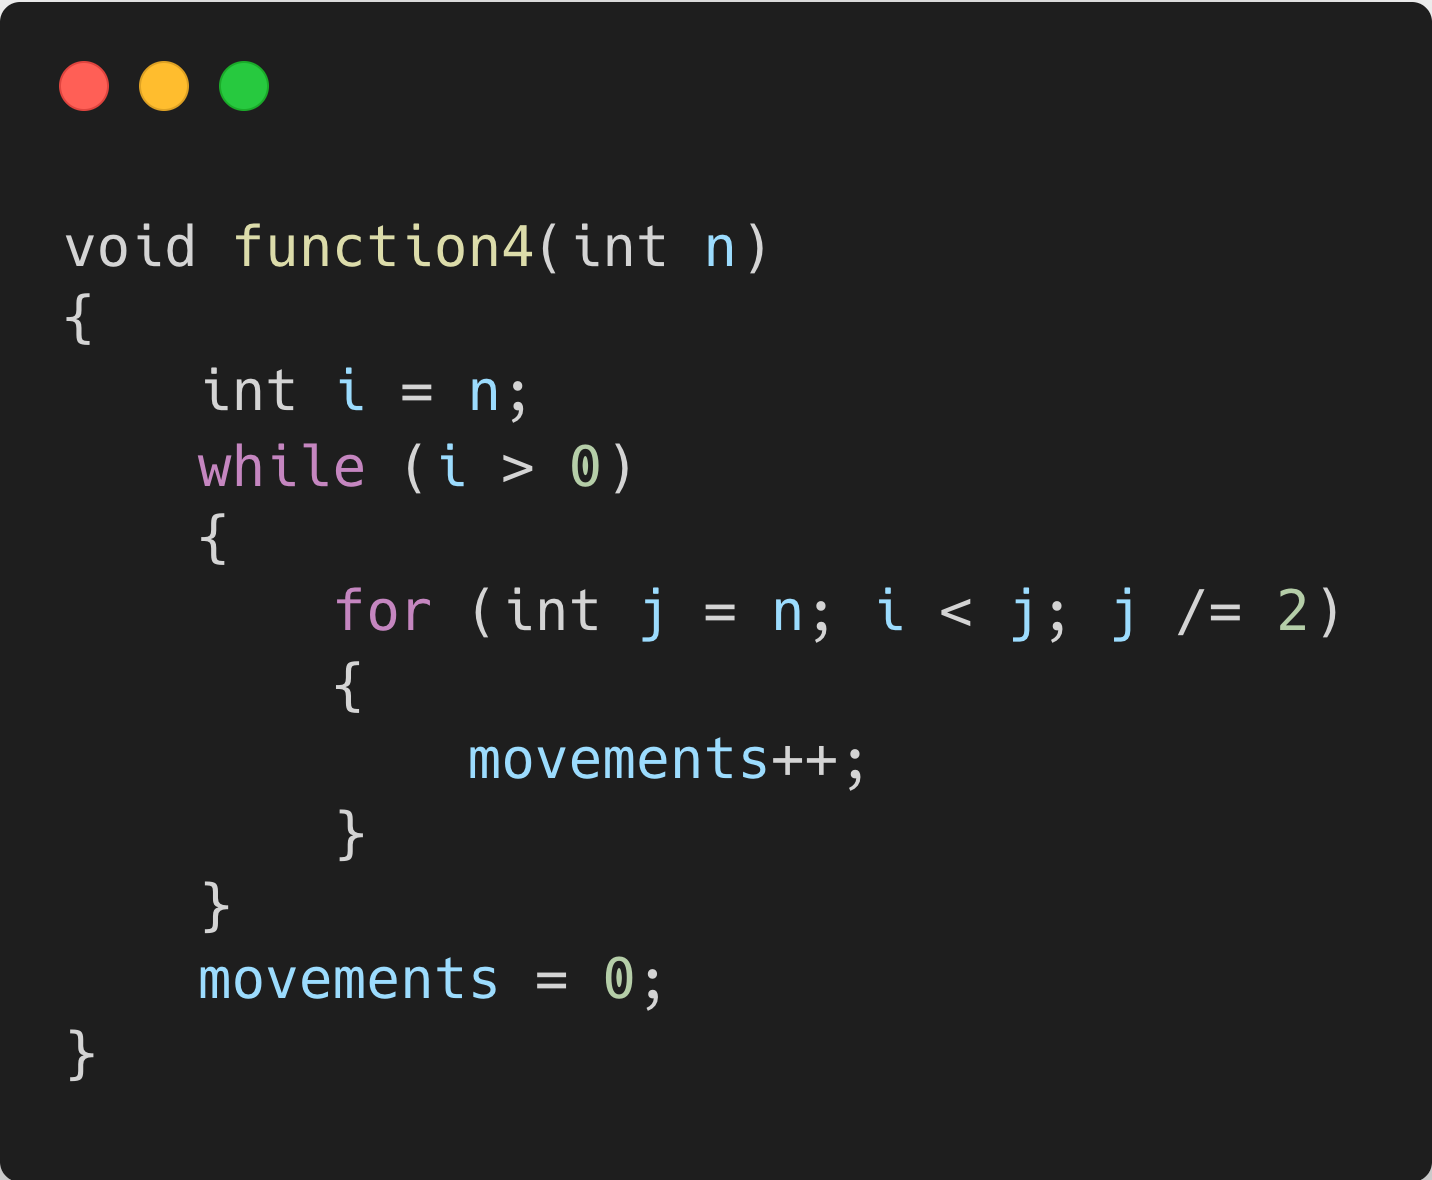 void function4(int n)
{
    int i = n;
    while (i > 0)
    {
        for (int j = n; i < j; j /= 2)
        {
            movements++;
        }
    }
    movements = 0;
}